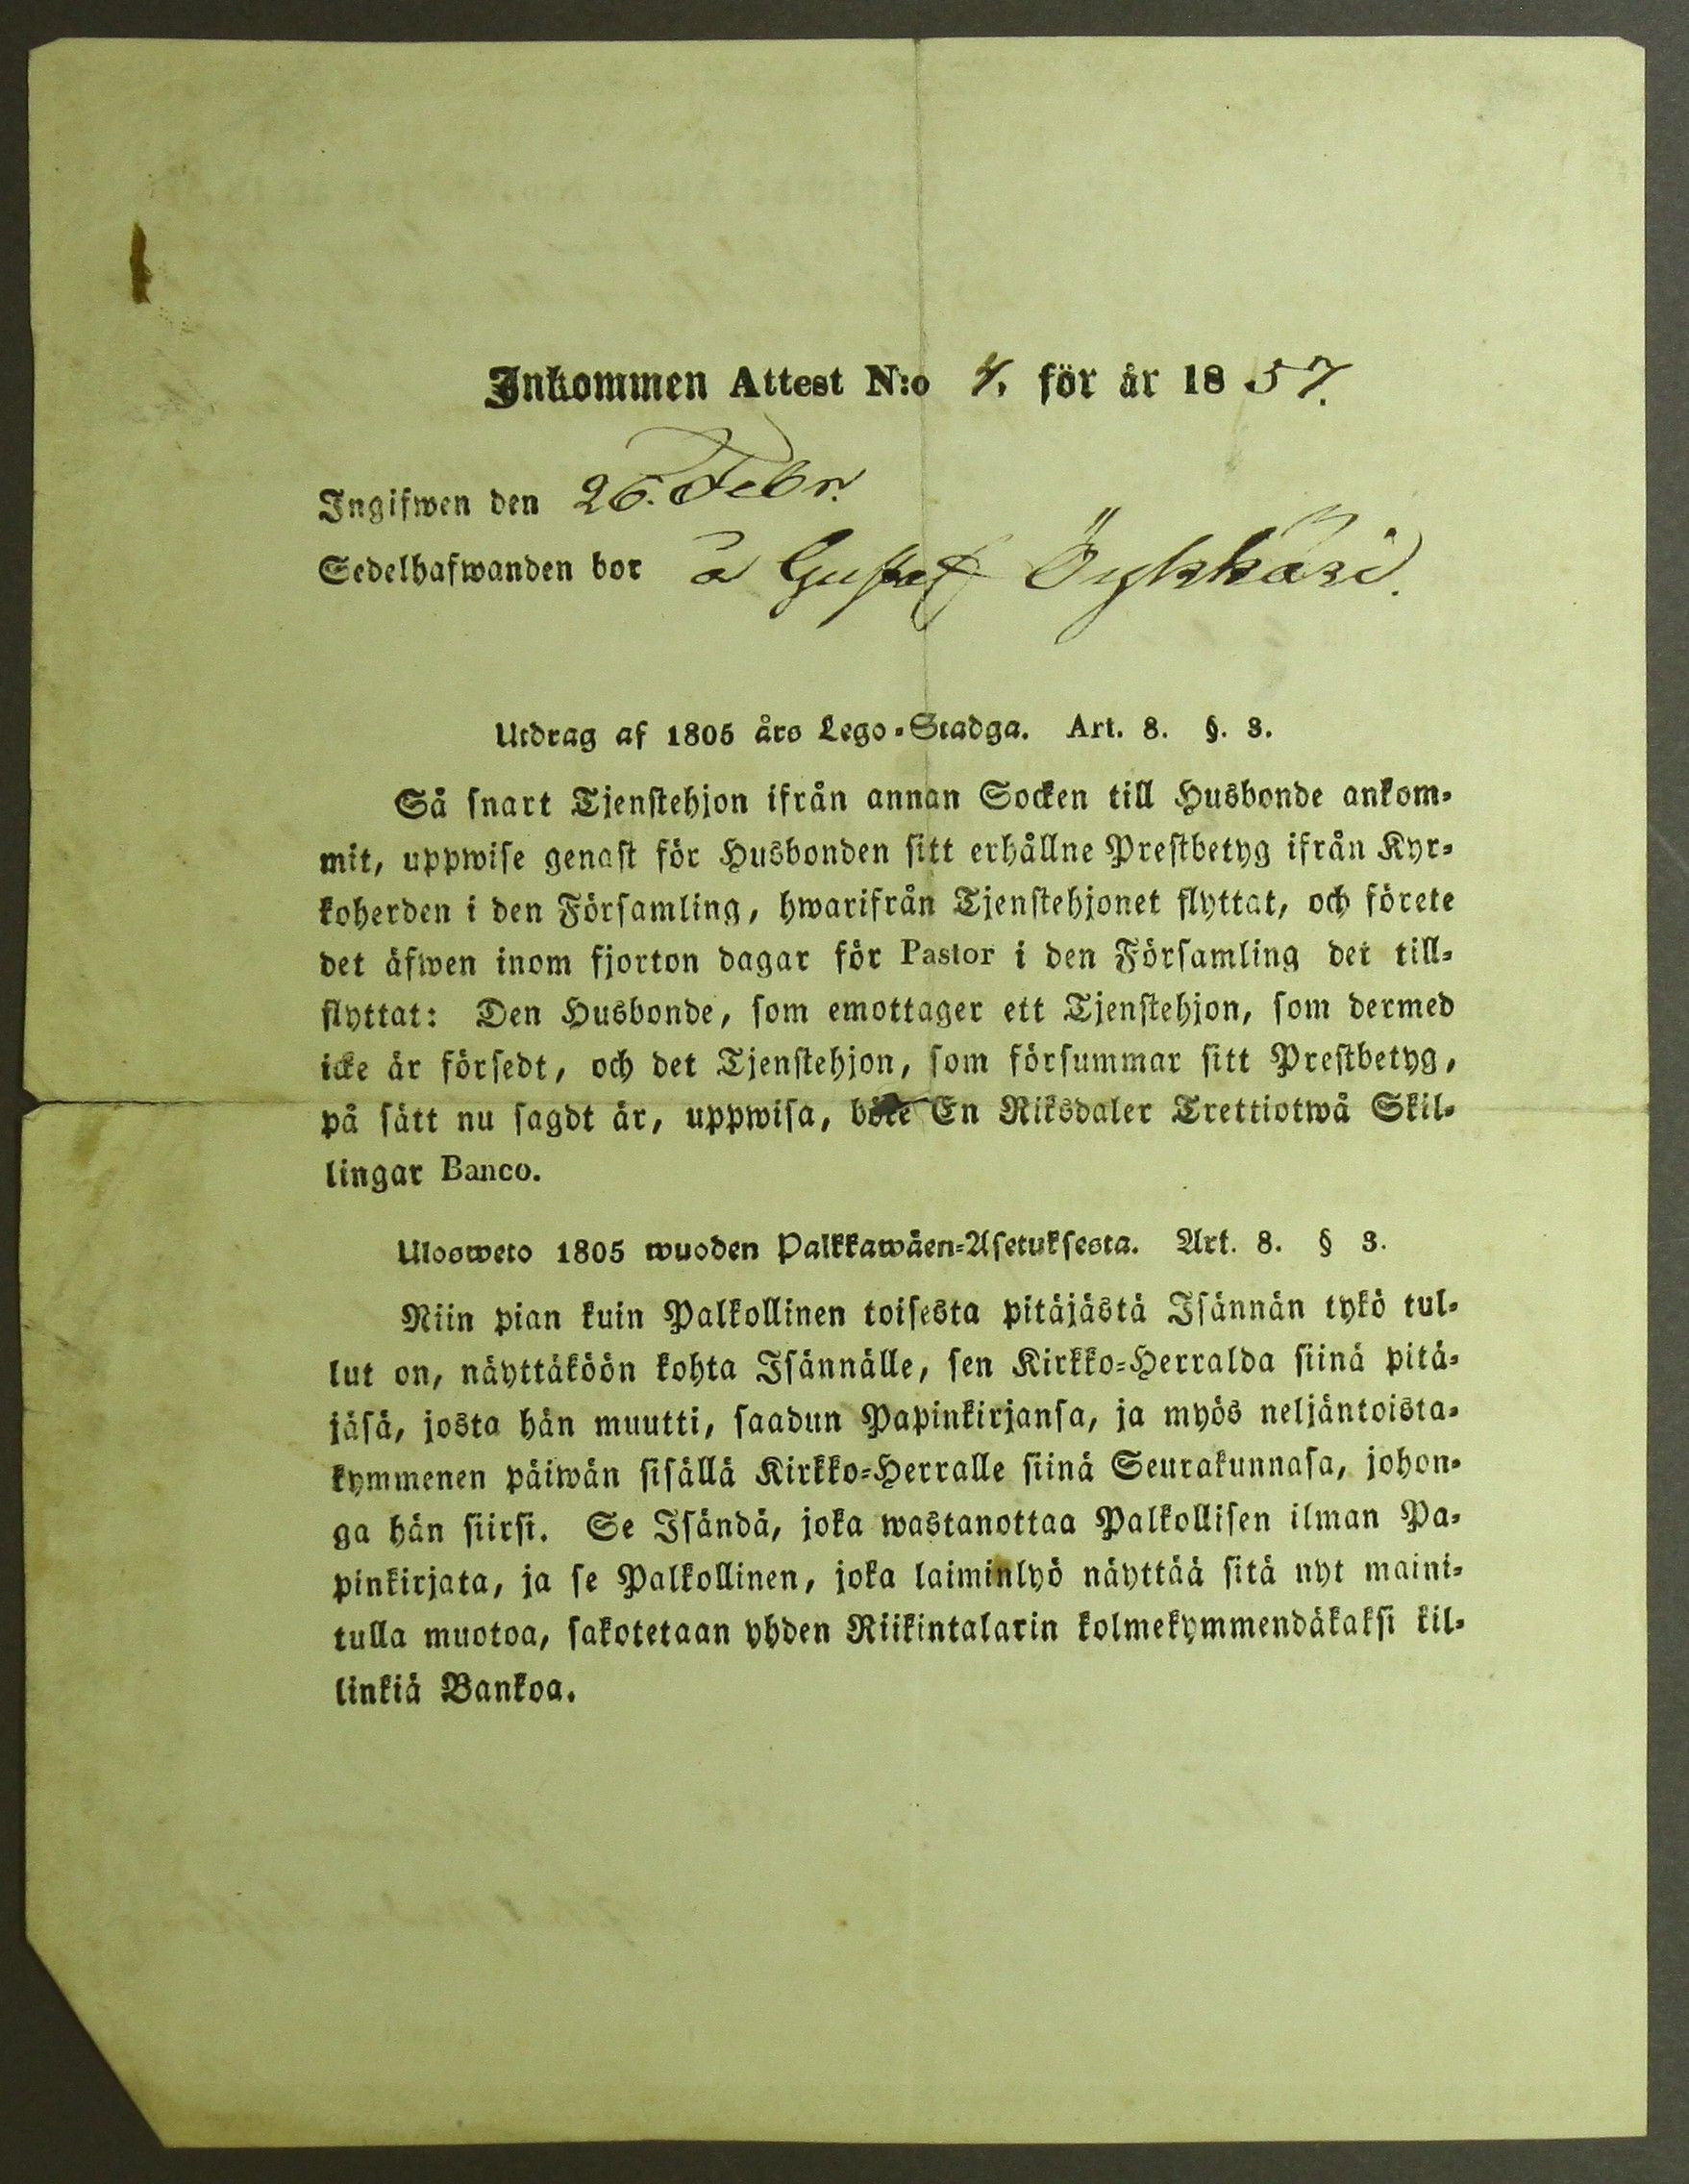 Inkommen Attest N:o 4. för år 1857.
Ingifwen den 26. Febr.
Sedelhafwanden bor å Gustaf Öykkäri.
Utdrag af 1805 års Lego-Stadga. Art. 8. §. 3.
Så snart Tjenstehjon ifrån annan Socken till Husbonde ankom-
mit, uppwise genast för Husbonden sitt erhållne Prestbetyg ifrån Kyr-
koherden i den Församling, hwarifrån Tjenstehjonet flyttat, och förete
det äfwen inom fjorton dagar för Pastor i den Församling det till-
flyttat: Den Husbonde, som emottager ett Tjenstehjon, som dermed
icke är försedt, och det Tjenstehjon, som försummar sitt Prestbetyg,
på sätt nu sagdt är, uppwisa, böte En Riksdaler Trettiotwå Skil-
lingar Banco.
Ulosweto 1805 wuoden Palkkawäen-Asetuksesta. Art. 8. § 3.
Niin pian kuin Palkollinen toisesta pitäjästä Isännän tykö tul-
lut on, näyttäköön kohta Isännälle, sen Kirkko-Herralda siinä pitä-
jäsä, josta hän muutti, saadun Papinkirjansa, ja myös neljäntoista-
kymmenen päiwän sisällä Kirkko-Herralle siinä Seurakunnasa, johon-
ga hän siirsi. Se Isändä, joka wastanottaa Palkollisen ilman Pa-
pinkirjata, ja se Palkollinen, joka laiminlyö näyttää sitä nyt maini-
tulla muotoa, sakotetaan yhden Riikintalarin kolmekymmendäkaksi kil-
linkiä Bankoa.